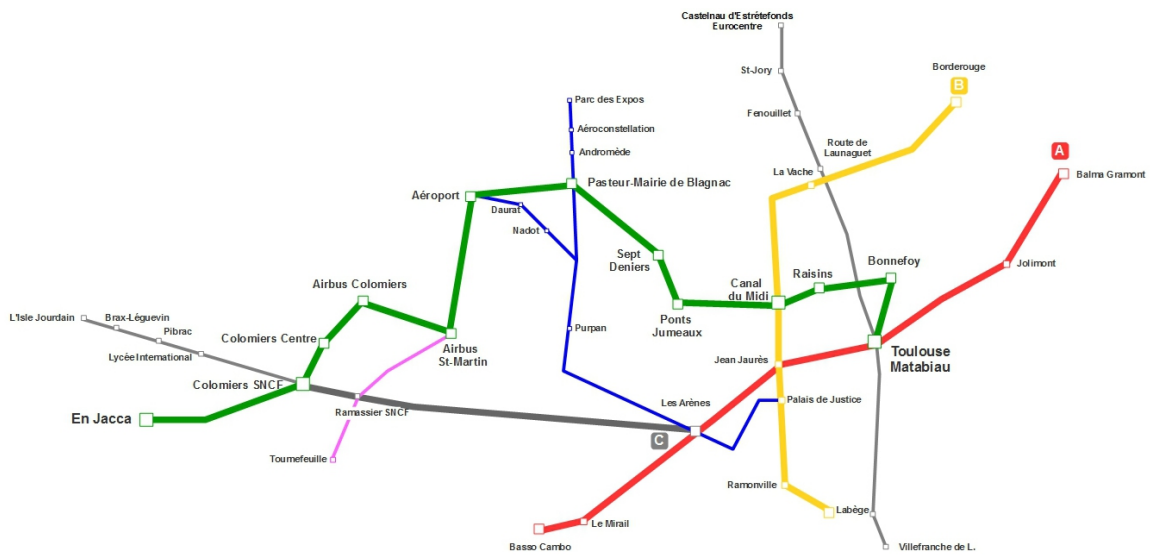 Castelnau d'Estrétefonds
Eurocentre
St-Jory
Borderouge
B
Parc des Expos
Fenouillet
Aéroconstellation
Route de
Launaguet
A
Andromède
La Vache
Balma Gramont
Pasteur-Mairie de Blagnac
Aéroport
Daurat
Nadot
Sept
Deniers
Bonnefoy
Jolimont
Raisins
Canal
du Midi
Airbus Colomiers
L'Isle Jourdain
Brax-Léguevin
Pibrac
Ponts
Jumeaux
Purpan
Colomiers Centre
Lycée International
Airbus
St-Martin
Toulouse
Matabiau
Jean Jaurès
Colomiers SNCF
Les Arènes
Palais de Justice
En Jacca
Ramassier SNCF
C
Tournefeuille
Ramonville
Labège
Le Mirail
Basso Cambo
Villefranche de L.